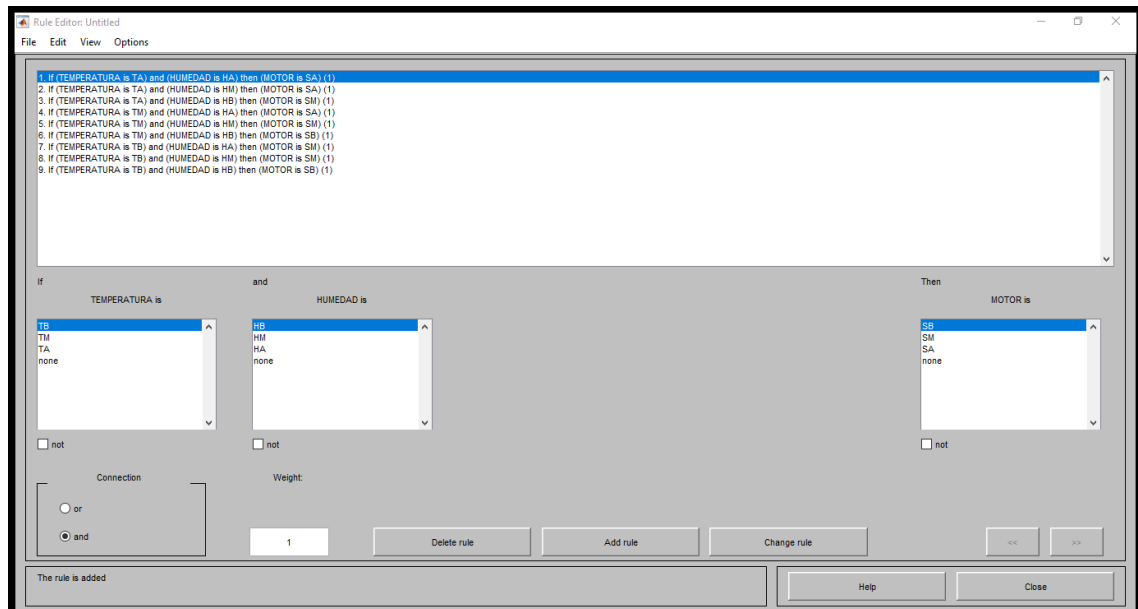 Rule Editor: Untitled
File Edit View Options
1. If (TEMPERATURA is TA) and (HUMEDAD is HA) then (MOTOR is SA) (1)
2. If (TEMPERATURA is TA) and (HUMEDAD is HM) then (MOTOR is SA) (1)
3. If (TEMPERATURA is TA) and (HUMEDAD is HB) then (MOTOR is SM) (1)
4. If (TEMPERATURA is TM) and (HUMEDAD is HA) then (MOTOR is SA) (1)
5. If (TEMPERATURA is TM) and (HUMEDAD is HM) then (MOTOR is SM) (1)
6. If (TEMPERATURA is TM) and (HUMEDAD is HB) then (MOTOR is SB) (1)
7. If (TEMPERATURA is TB) and (HUMEDAD is HA) then (MOTOR is SM) (1)
8. If (TEMPERATURA is TB) and (HUMEDAD is HM) then (MOTOR is SM) (1)
9. If (TEMPERATURA is TB) and (HUMEDAD is HB) then (MOTOR is SB) (1)
If and Then
TEMPERATURA is HUMEDAD is MOTOR is
TB HB SB
TM HM SM
TA HA SA
none none none
not not not
Connection Weight:
or
and 1 Delete rule Add rule Change rule << >>
The rule is added Help Close